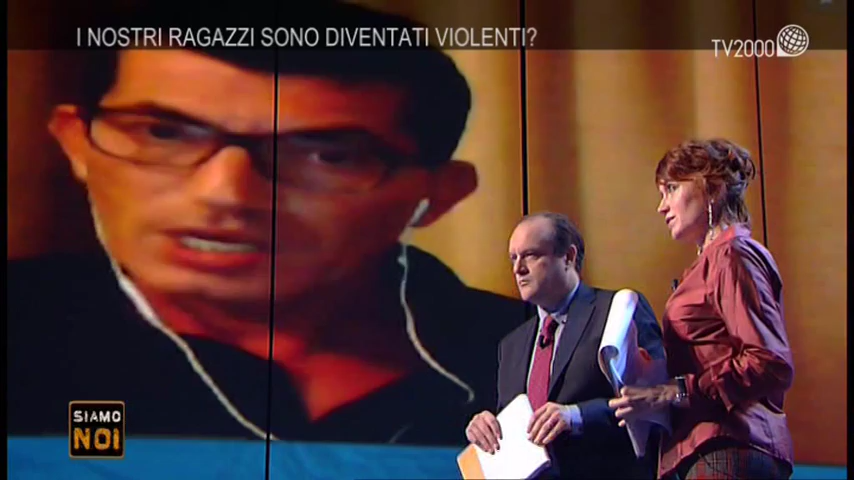 I NOSTRI RAGAZZI SONO DIVENTATI VIOLENTI?
TV2000
SIAMO
NOI